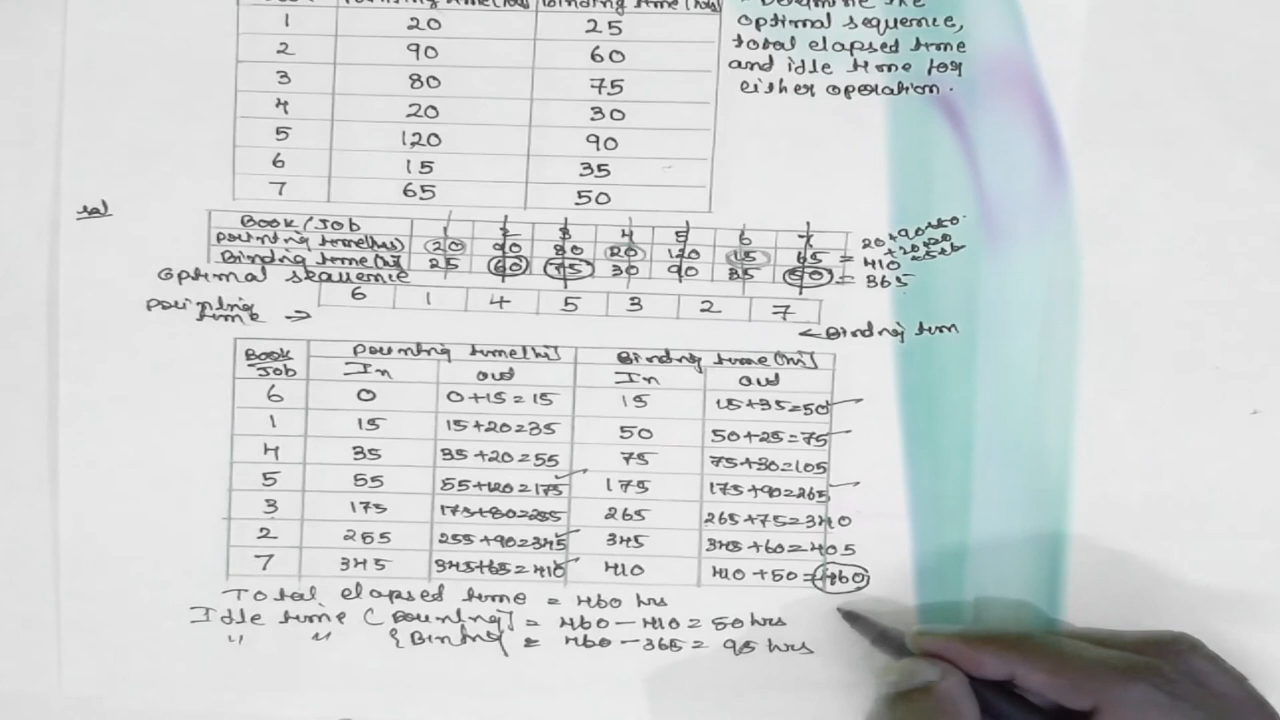 1 20 25
2 90 60
3 80 75
4 20 30
5 120 90
6 15 35
7 65 50
optimal sequence,
total elapsed time
and idle time for
either operation.
sol
Book/Job 1 2 3 4 5 6 7
printing time(hrs) 20 90 80 20 120 15 65 = 410
Binding time(hr) 25 60 75 30 90 35 50 = 365
optimal sequence
6 1 4 5 3 2 7
printing
time →
← Binding tim
Book
Job
printing time(hr) Binding time(hr)
In out In out
6 0 0+15=15 15 15+35=50
1 15 15+20=35 50 50+25=75
4 35 35+20=55 75 75+30=105
5 55 55+120=175 175 175+90=265
3 175 175+80=255 265 265+75=340
2 255 255+90=345 345 345+60=405
7 345 345+65=410 410 410+50=460
Total elapsed time = 460 hrs
Idle time (printing) = 460-410=50 hrs
" " {Binding = 460-365=95 hrs